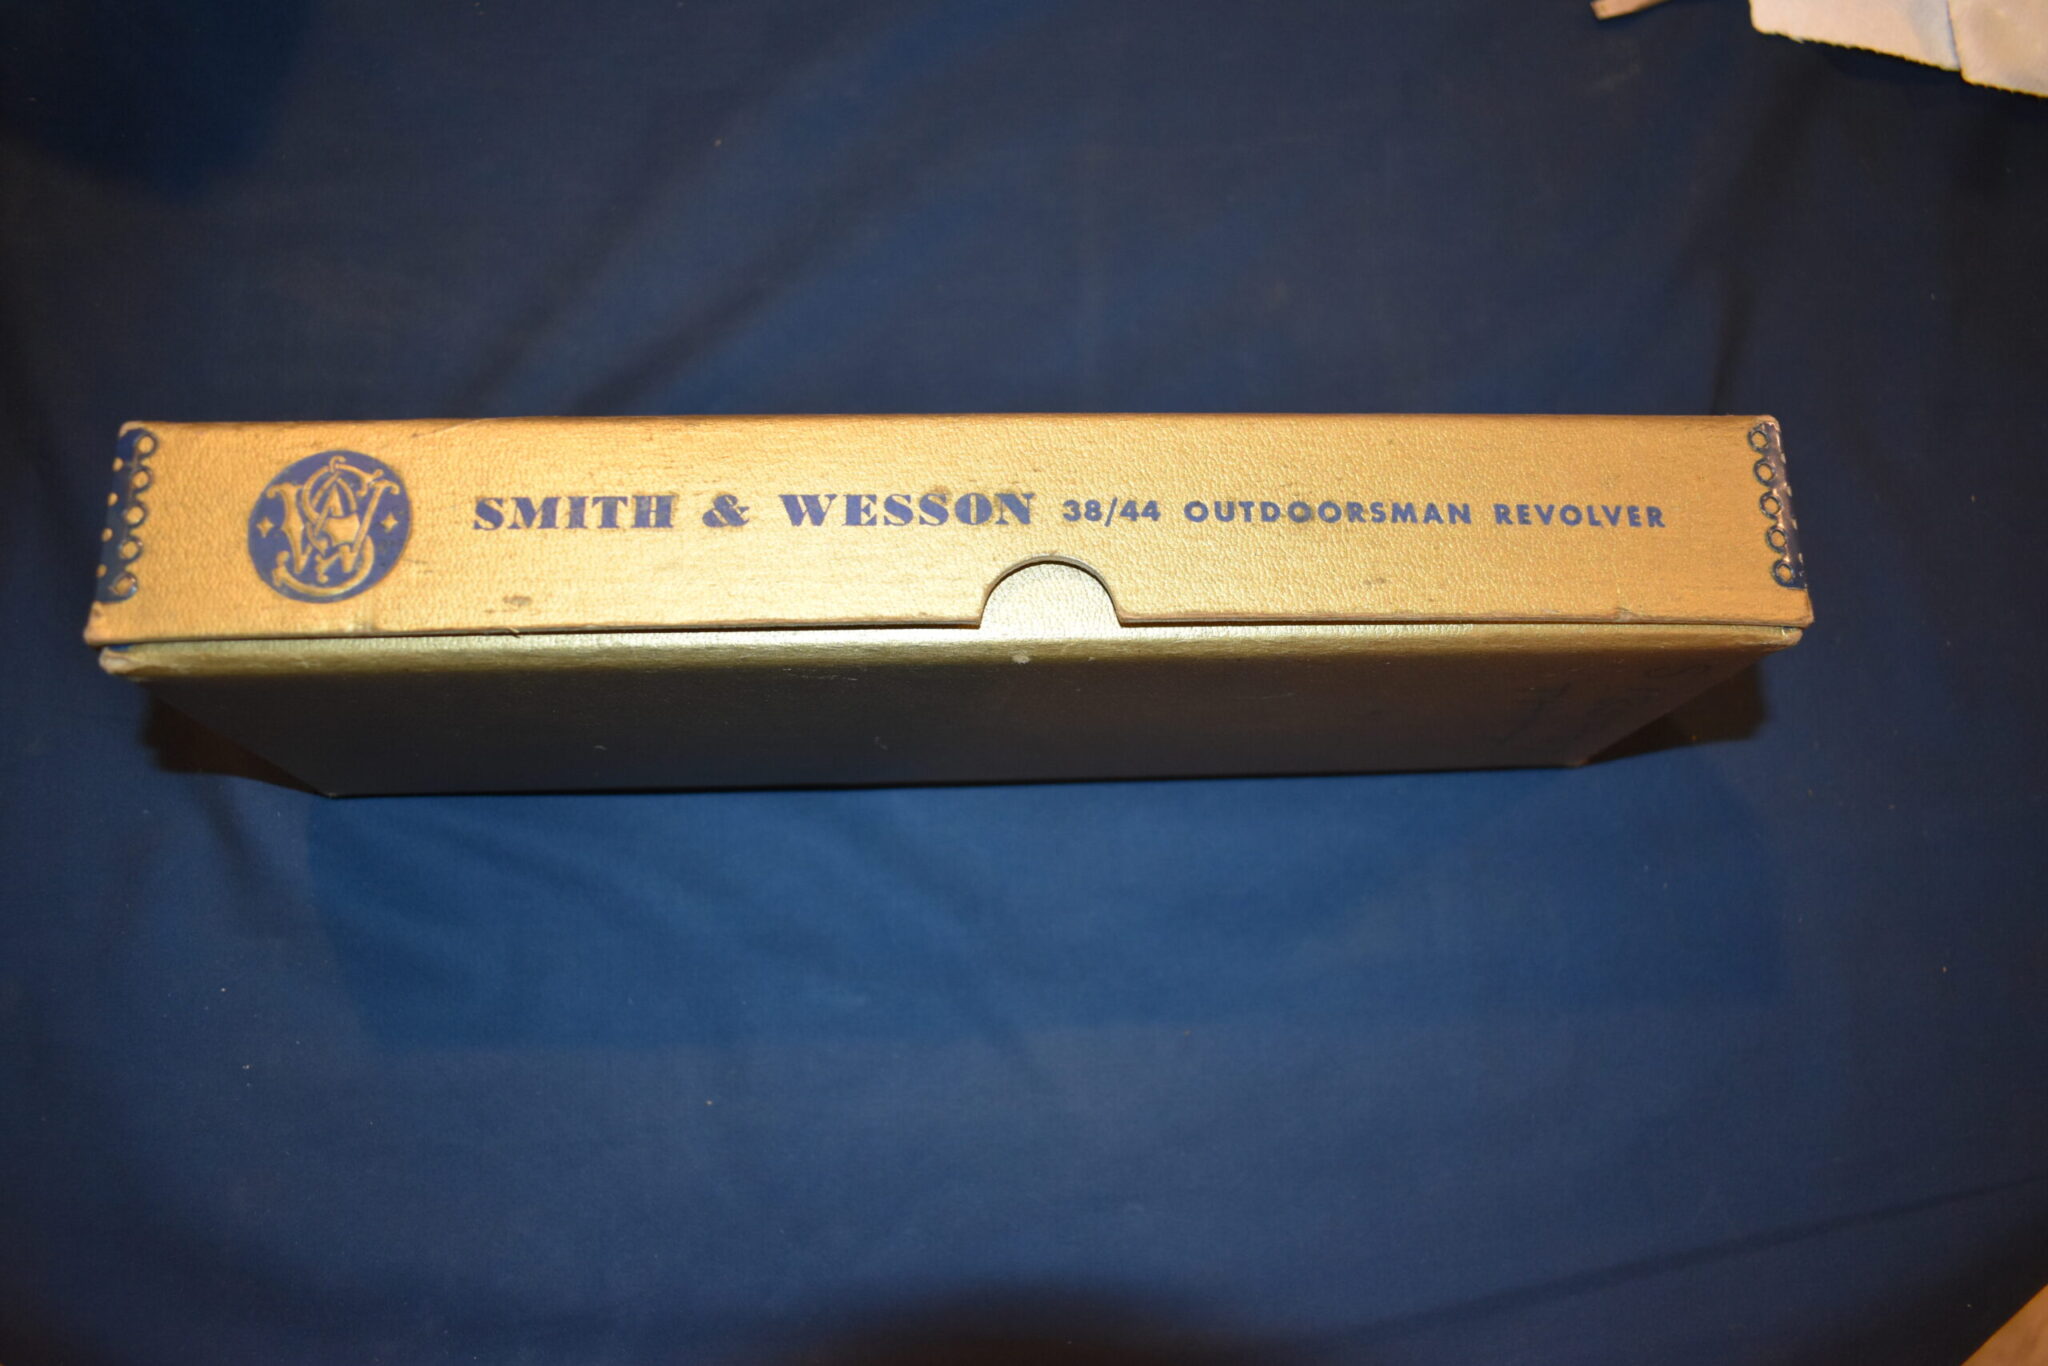 SMITH & WESSON 38/44 OUTDOORSMAN REVOLVER